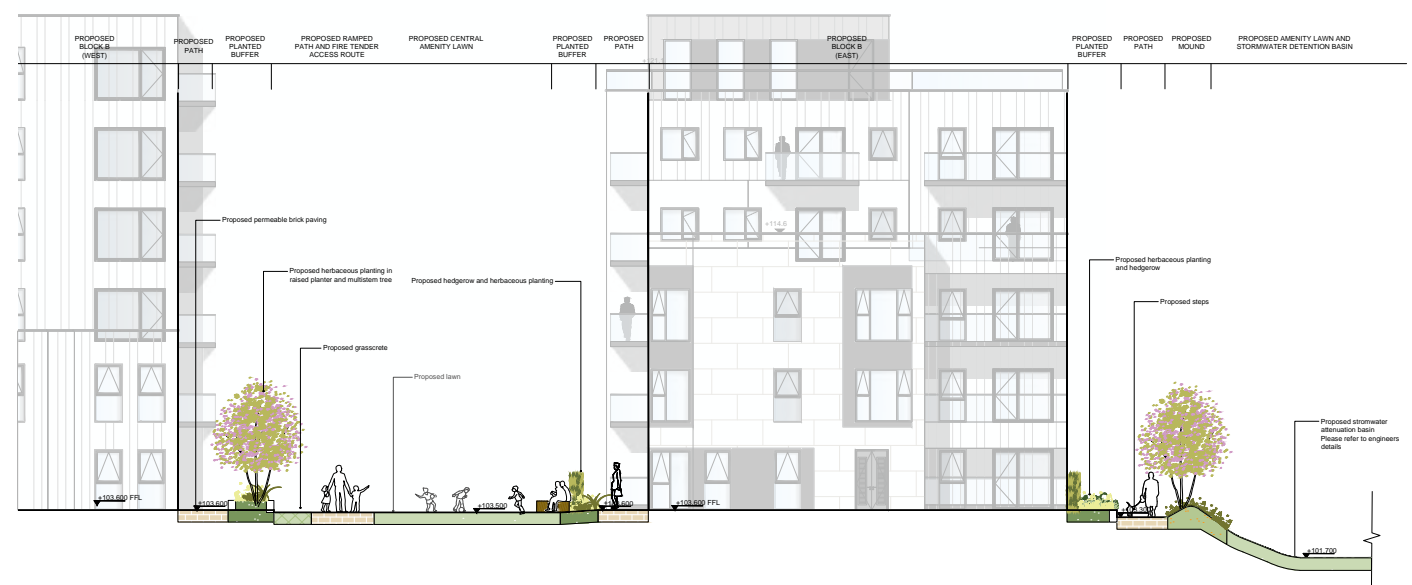 PROPOSED
BLOCK B
(WEST)
PROPOSED
PATH
PROPOSED
PLANTED
BUFFER
PROPOSED RAMPED
PATH AND FIRE TENDER
ACCESS ROUTE
PROPOSED CENTRAL
AMENITY LAWN
PROPOSED
PLANTED
BUFFER
PROPOSED
PATH
PROPOSED
BLOCK B
(EAST)
PROPOSED
PLANTED
BUFFER
PROPOSED
PATH
PROPOSED
MOUND
PROPOSED AMENITY LAWN AND
STORMWATER DETENTION BASIN
Proposed permeable brick paving
+114.6
Proposed herbaceous planting in
raised planter and multistem tree
Proposed hedgerow and herbaceous planting
Proposed herbaceous planting
and hedgerow
Proposed steps
Proposed grasscrete
Proposed lawn
Proposed stromwater
attenuation basin
Please refer to engineers
details
+103.600 FFL
+103.600
+103.500
+103.600 FFL
+101.700